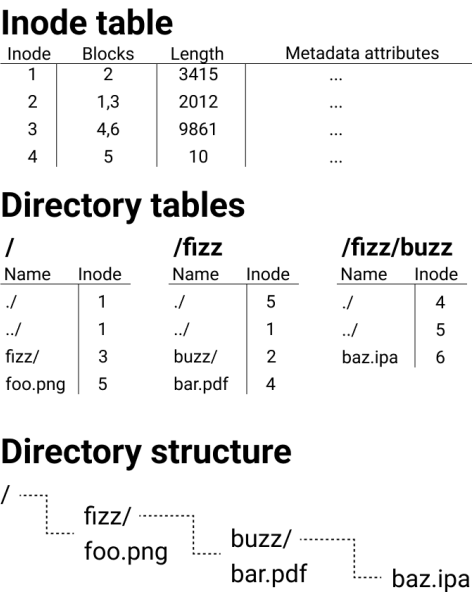 Inode table
Inode Blocks Length Metadata attributes
1 2 3415 ...
2 1,3 2012 ...
3 4,6 9861 ...
4 5 10 ...
Directory tables
/ /fizz /fizz/buzz
Name Inode Name Inode Name Inode
./ 1 ./ 5 ./ 4
../ 1 ../ 1 ../ 5
fizz/ 3 buzz/ 2 baz.ipa 6
foo.png 5 bar.pdf 4
Directory structure
/
fizz/
foo.png
buzz/
bar.pdf
baz.ipa